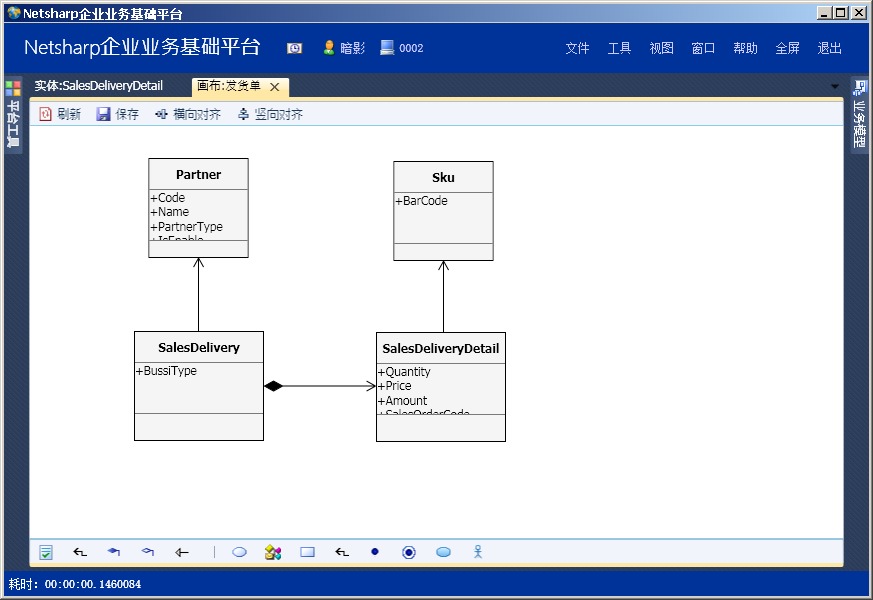 Netsharp企业业务基础平台
Netsharp企业业务基础平台 暗影 0002 文件 工具 视图 窗口 帮助 全屏 退出
实体:SalesDeliveryDetail 画布:发货单
平台工具
业务模型
刷新 保存 横向对齐 竖向对齐
Partner
+Code
+Name
+PartnerType
+IsEnable
Sku
+BarCode
SalesDelivery
+BussiType
SalesDeliveryDetail
+Quantity
+Price
+Amount
+SalesOrderCode
耗时: 00:00:00.1460084